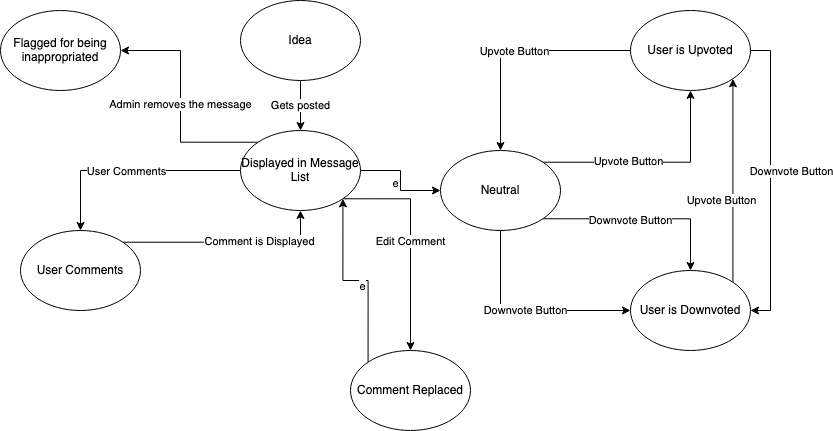 Flagged for being
inappropriated
Idea
User is Upvoted
Upvote Button
Admin removes the message
Gets posted
Displayed in Message
List
User Comments
e
Neutral
Upvote Button
Downvote Button
Upvote Button
Downvote Button
Comment is Displayed
Edit Comment
User Comments
e
Downvote Button
User is Downvoted
Comment Replaced